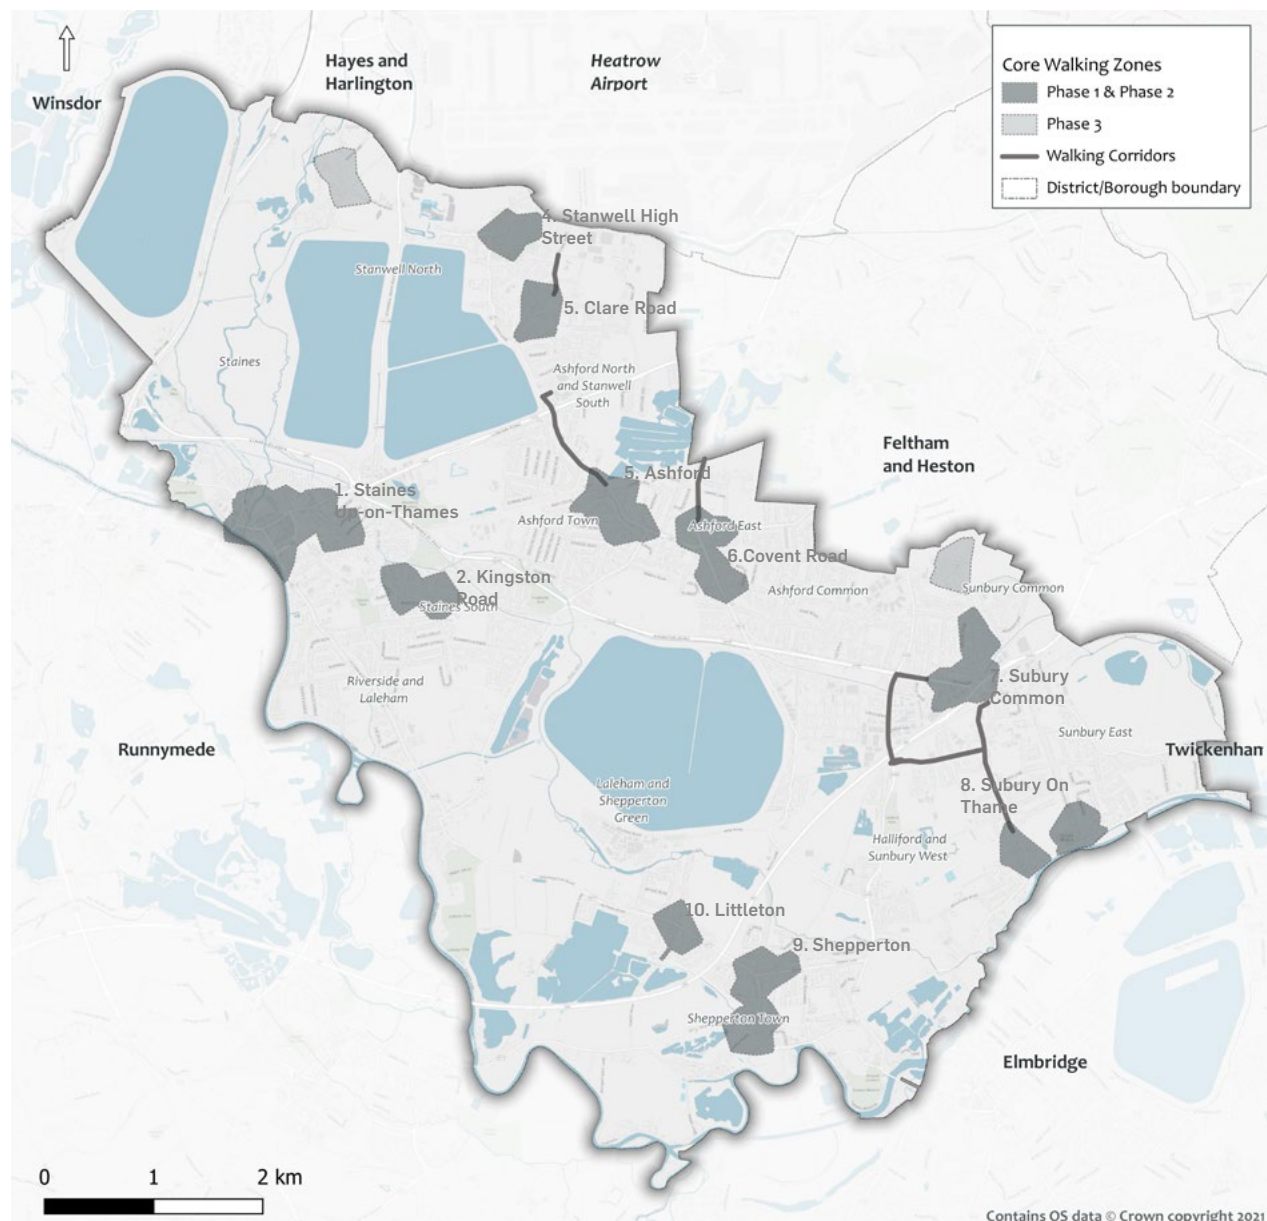 Hayes and
Harlington
Heatrow
Airport
Winsdor
Core Walking Zones
Phase 1 & Phase 2
Phase 3
Walking Corridors
District/Borough boundary
4. Stanwell High
Street
Stanwell North
5. Clare Road
Staines
Ashford North
and Stanwell
South
Feltham
and Heston
5. Ashford
1. Staines
Up-on-Thames
Ashford Town
Ashford East
6.Covent Road
2. Kingston
Road
Staines South
Ashford Common
Sunbury Common
Riverside and
Laleham
7. Subury
Common
Sunbury East
Runnymede
Twickenhan
Laleham and
Shepperton
Green
8. Subury On
Thame
Halliford and
Sunbury West
10. Littleton
9. Shepperton
Shepperton Town
Elmbridge
0 1 2 km
Contains OS data © Crown copyright 2021